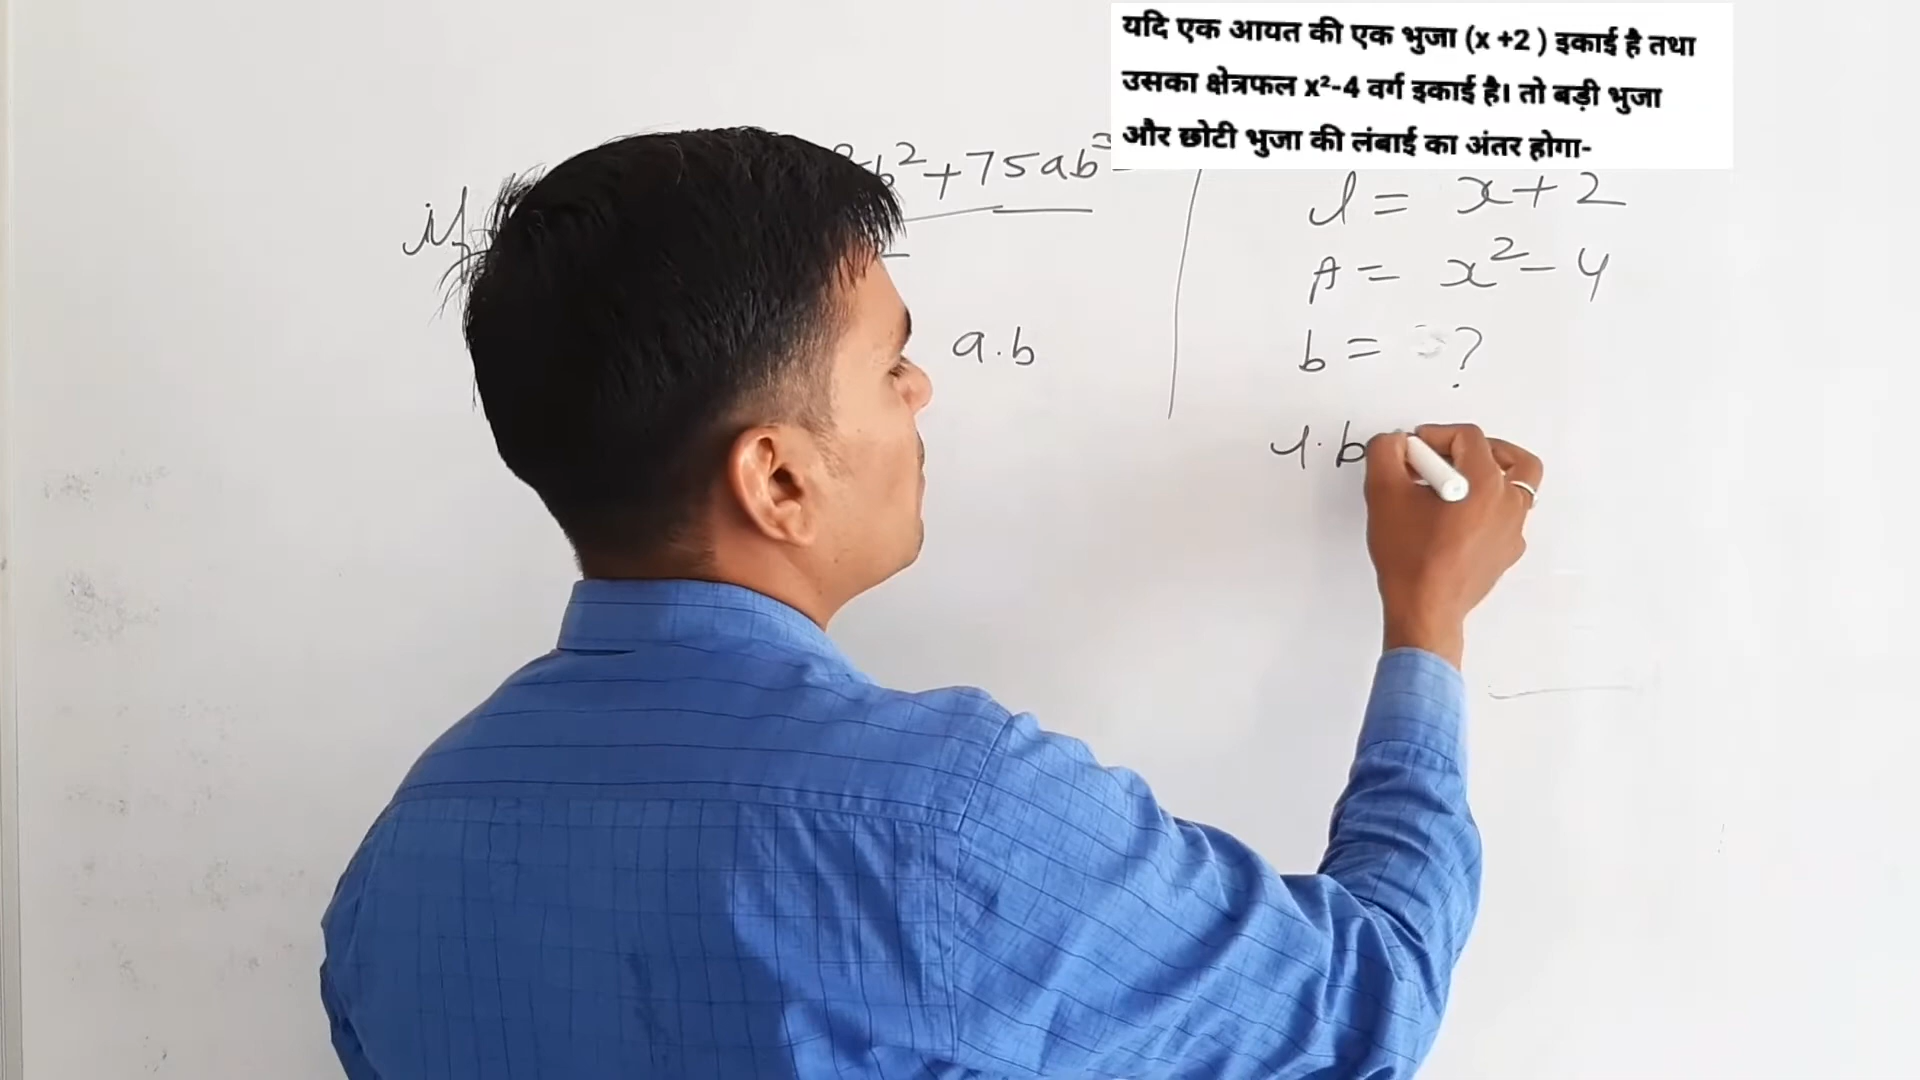 यदि एक आयत की एक भुजा (x +2 ) इकाई है तथा
उसका क्षेत्रफल x²-4 वर्ग इकाई है। तो बड़ी भुजा
और छोटी भुजा की लंबाई का अंतर होगा-
b²+75ab
a.b
l = x+2
A = x²-4
b = ?
l.b